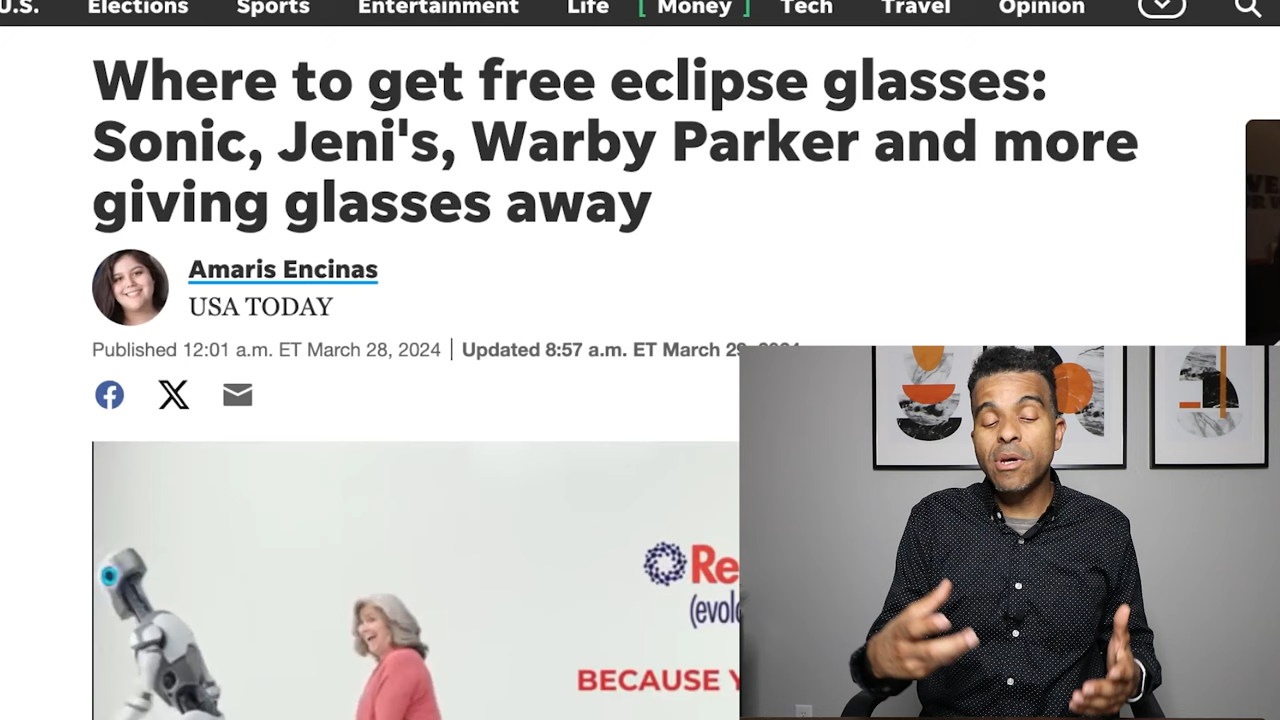 U.S. Elections Sports Entertainment Life [ Money ] Tech Travel Opinion
Where to get free eclipse glasses:
Sonic, Jeni's, Warby Parker and more
giving glasses away
Amaris Encinas
USA TODAY
Published 12:01 a.m. ET March 28, 2024 | Updated 8:57 a.m. ET March 29, 2024
BECAUSE